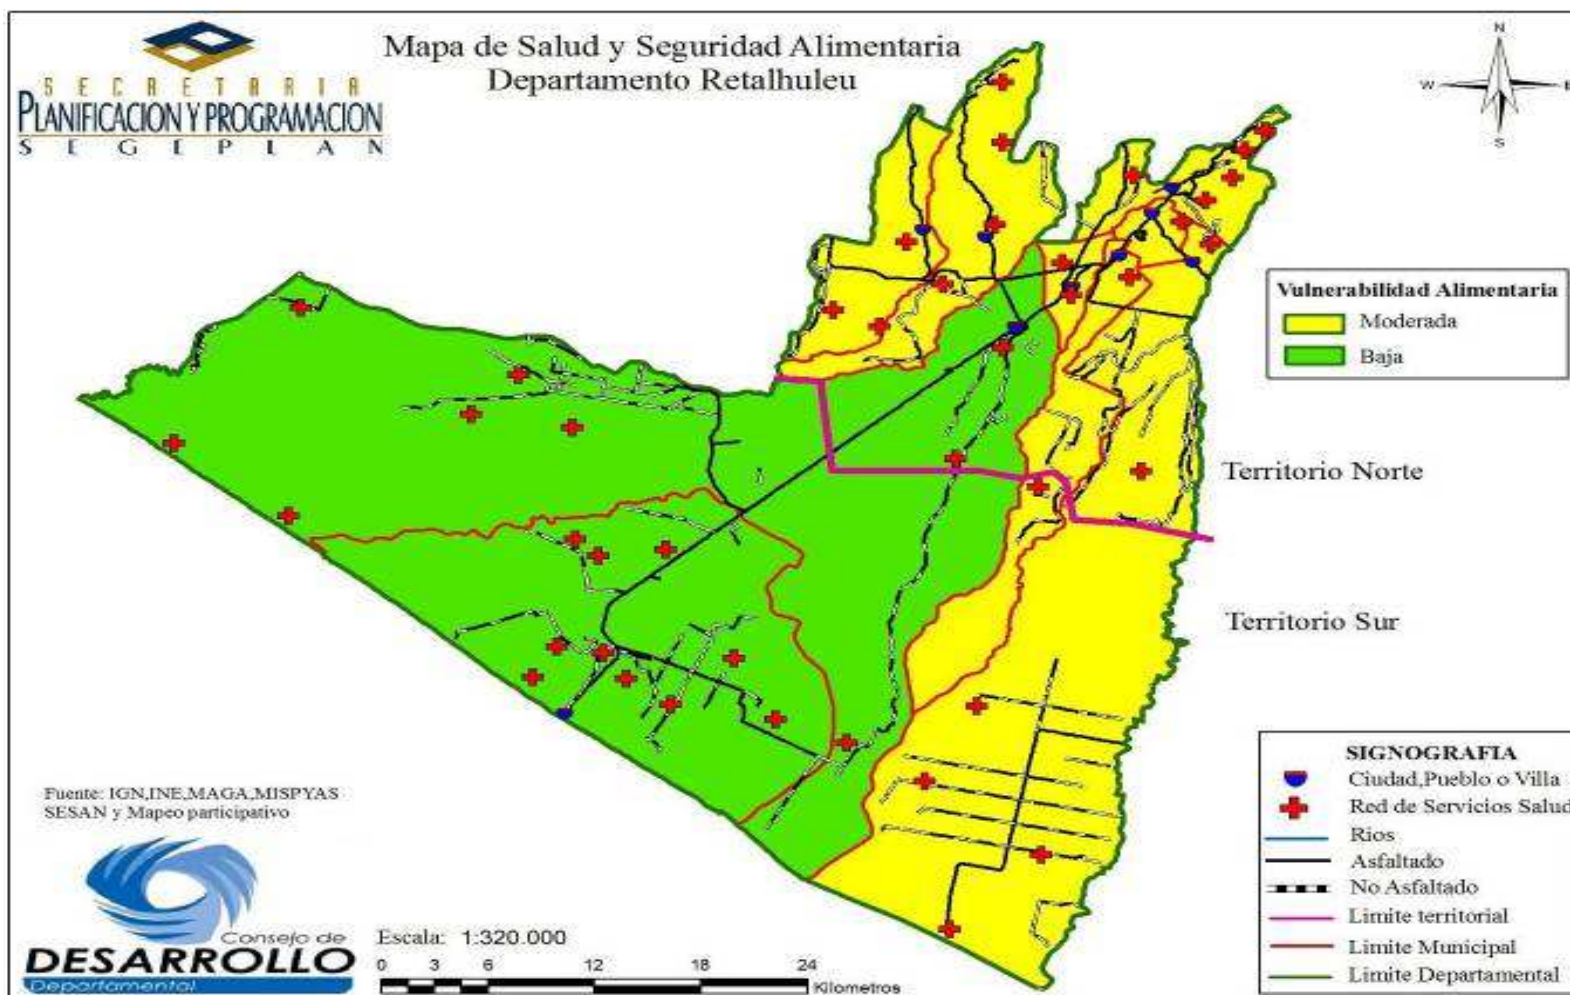 SECRETARIA
PLANIFICACION Y PROGRAMACION
SEGEPLAN
Mapa de Salud y Seguridad Alimentaria
Departamento Retalhuleu
N
W
E
S
Vulnerabilidad Alimentaria
Moderada
Baja
Territorio Norte
Territorio Sur
SIGNOGRAFIA
Ciudad,Pueblo o Villa
Red de Servicios Salud
Rios
Asfaltado
No Asfaltado
Limite territorial
Limite Municipal
Limite Departamental
Fuente: IGN,INE,MAGA,MISPYAS
SESAN y Mapeo participativo
Consejo de
DESARROLLO
Departamental
Escala: 1:320.000
0 3 6 12 18 24
Kilometros